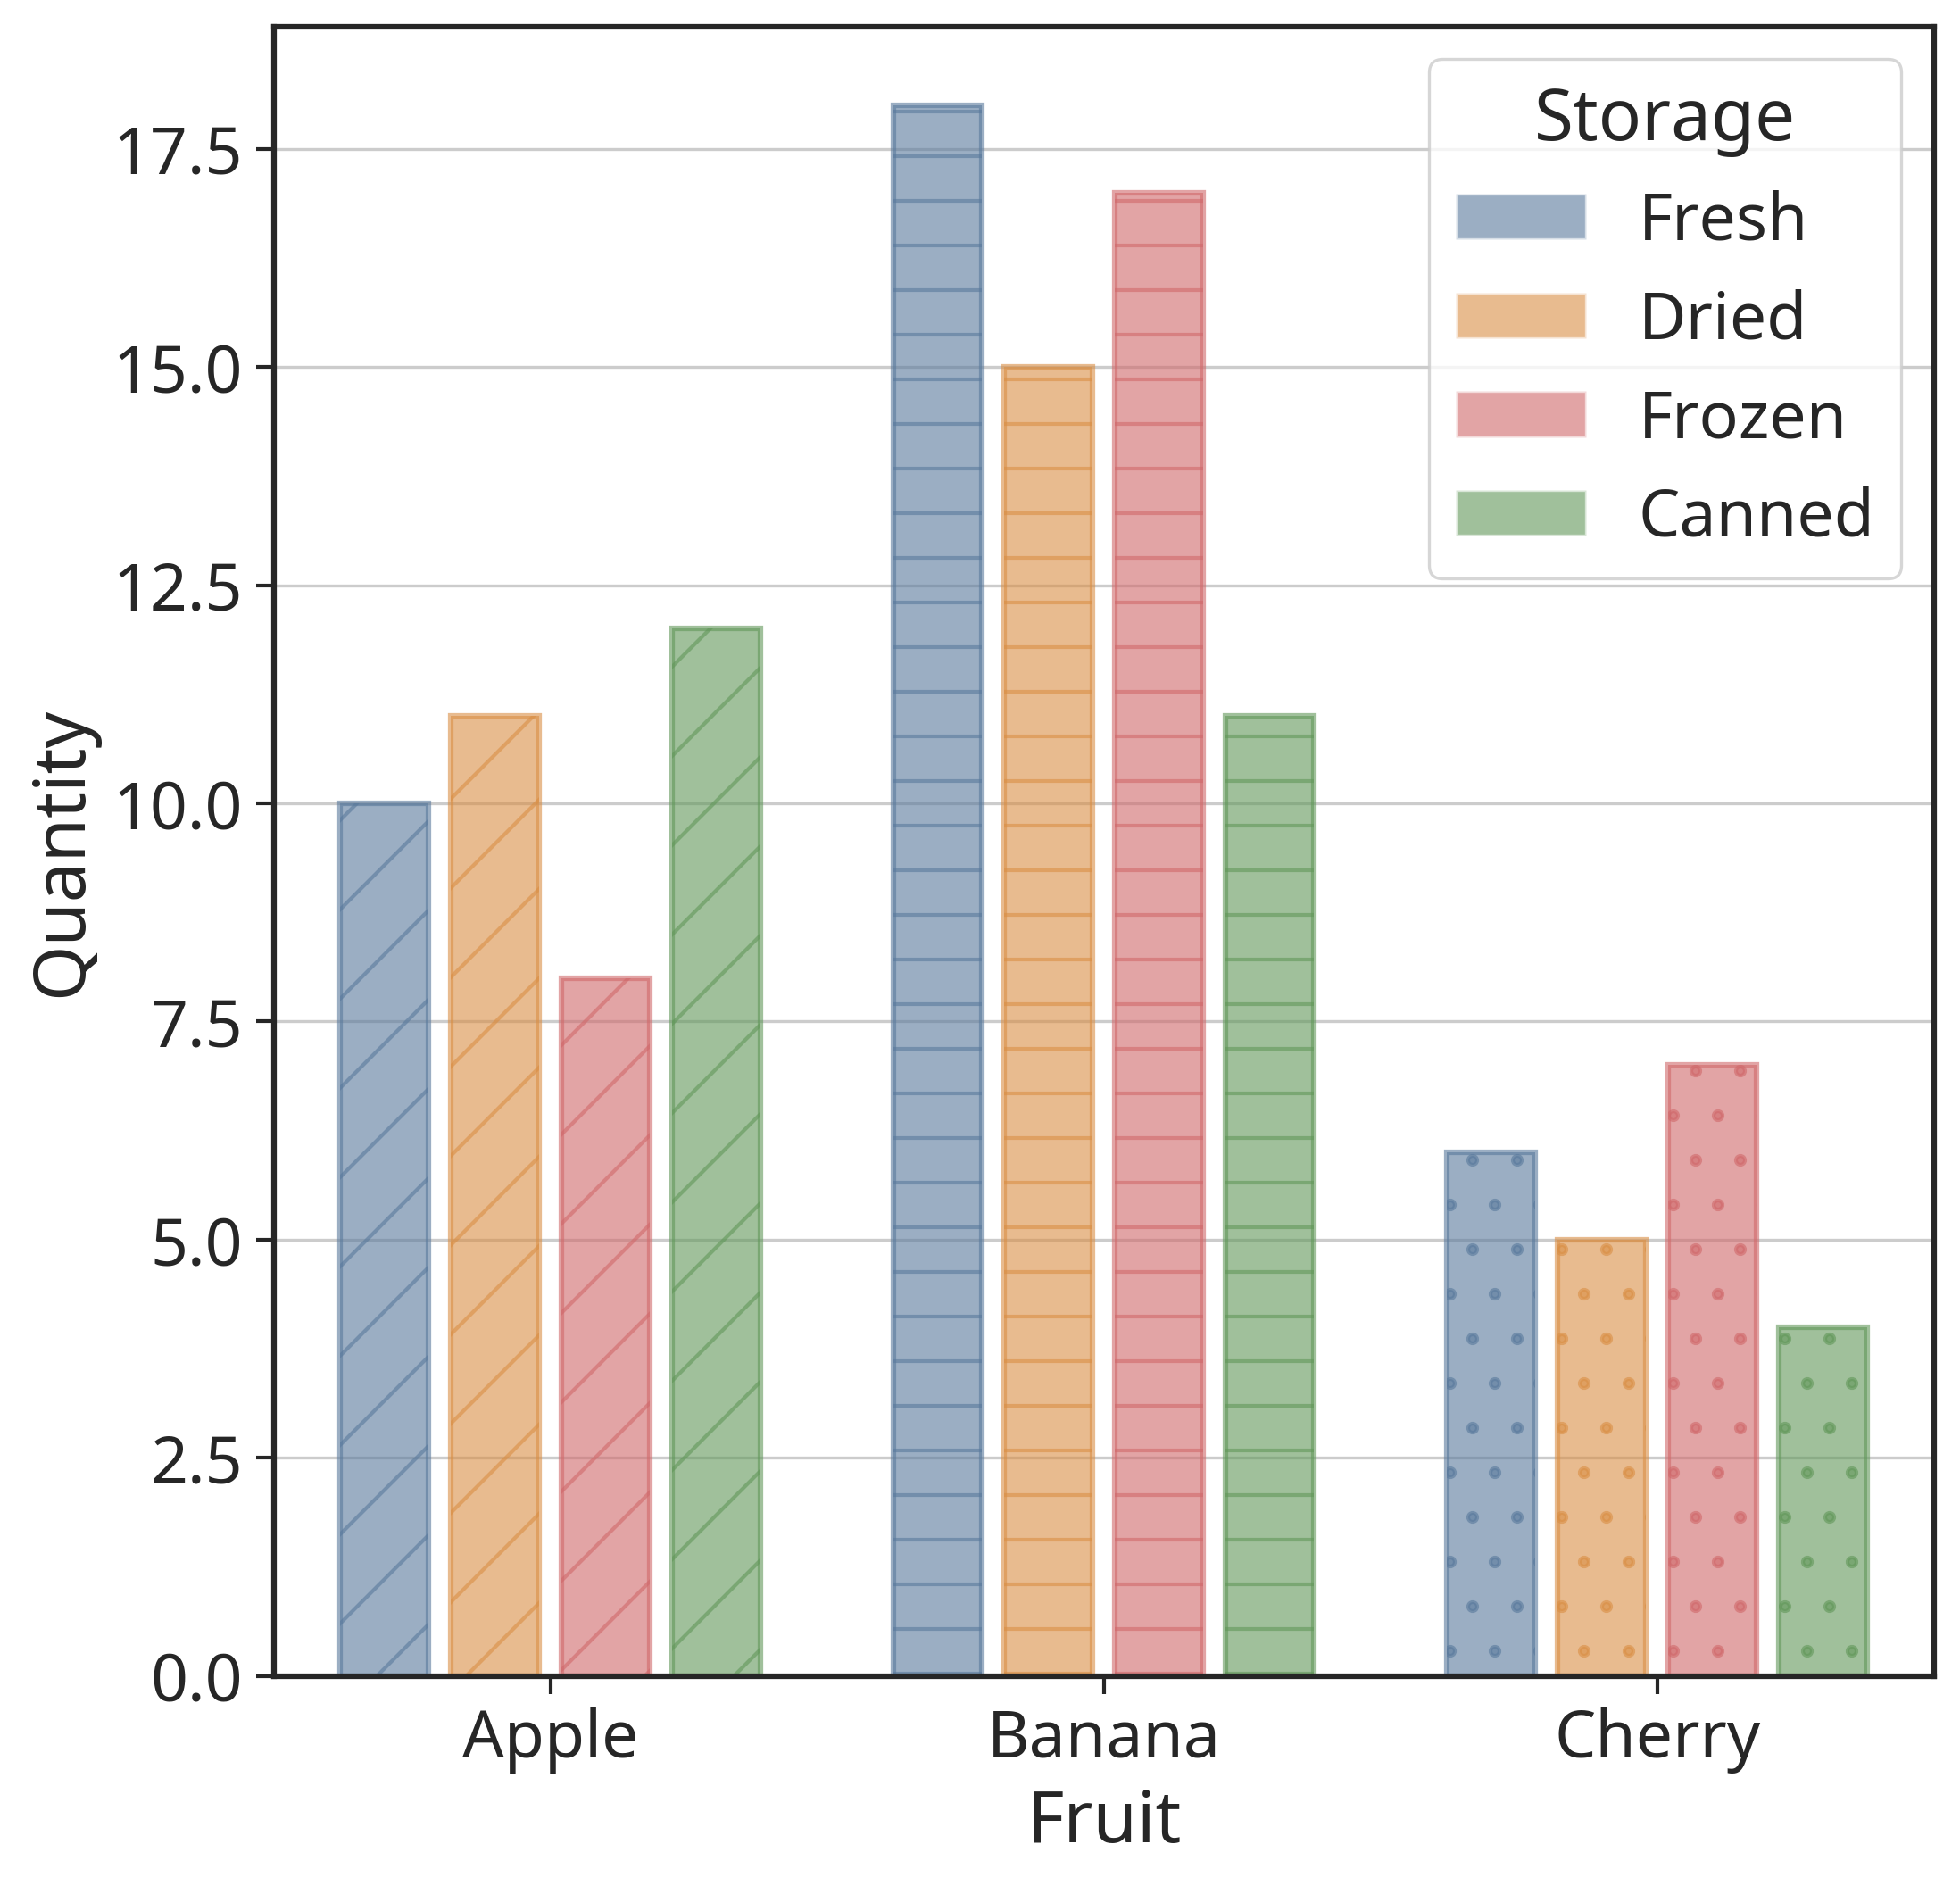 Storage
Fresh
Dried
Frozen
Canned
Quantity
17.5
15.0
12.5
10.0
7.5
5.0
2.5
0.0
Apple Banana Cherry
Fruit